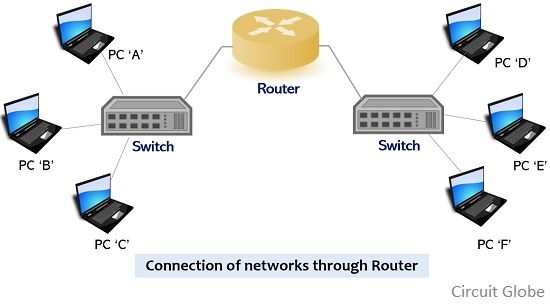 PC ‘A’
Router
PC ‘D’
Switch
Switch
PC ‘B’
PC ‘E’
PC ‘C’
PC ‘F’
Connection of networks through Router
Circuit Globe